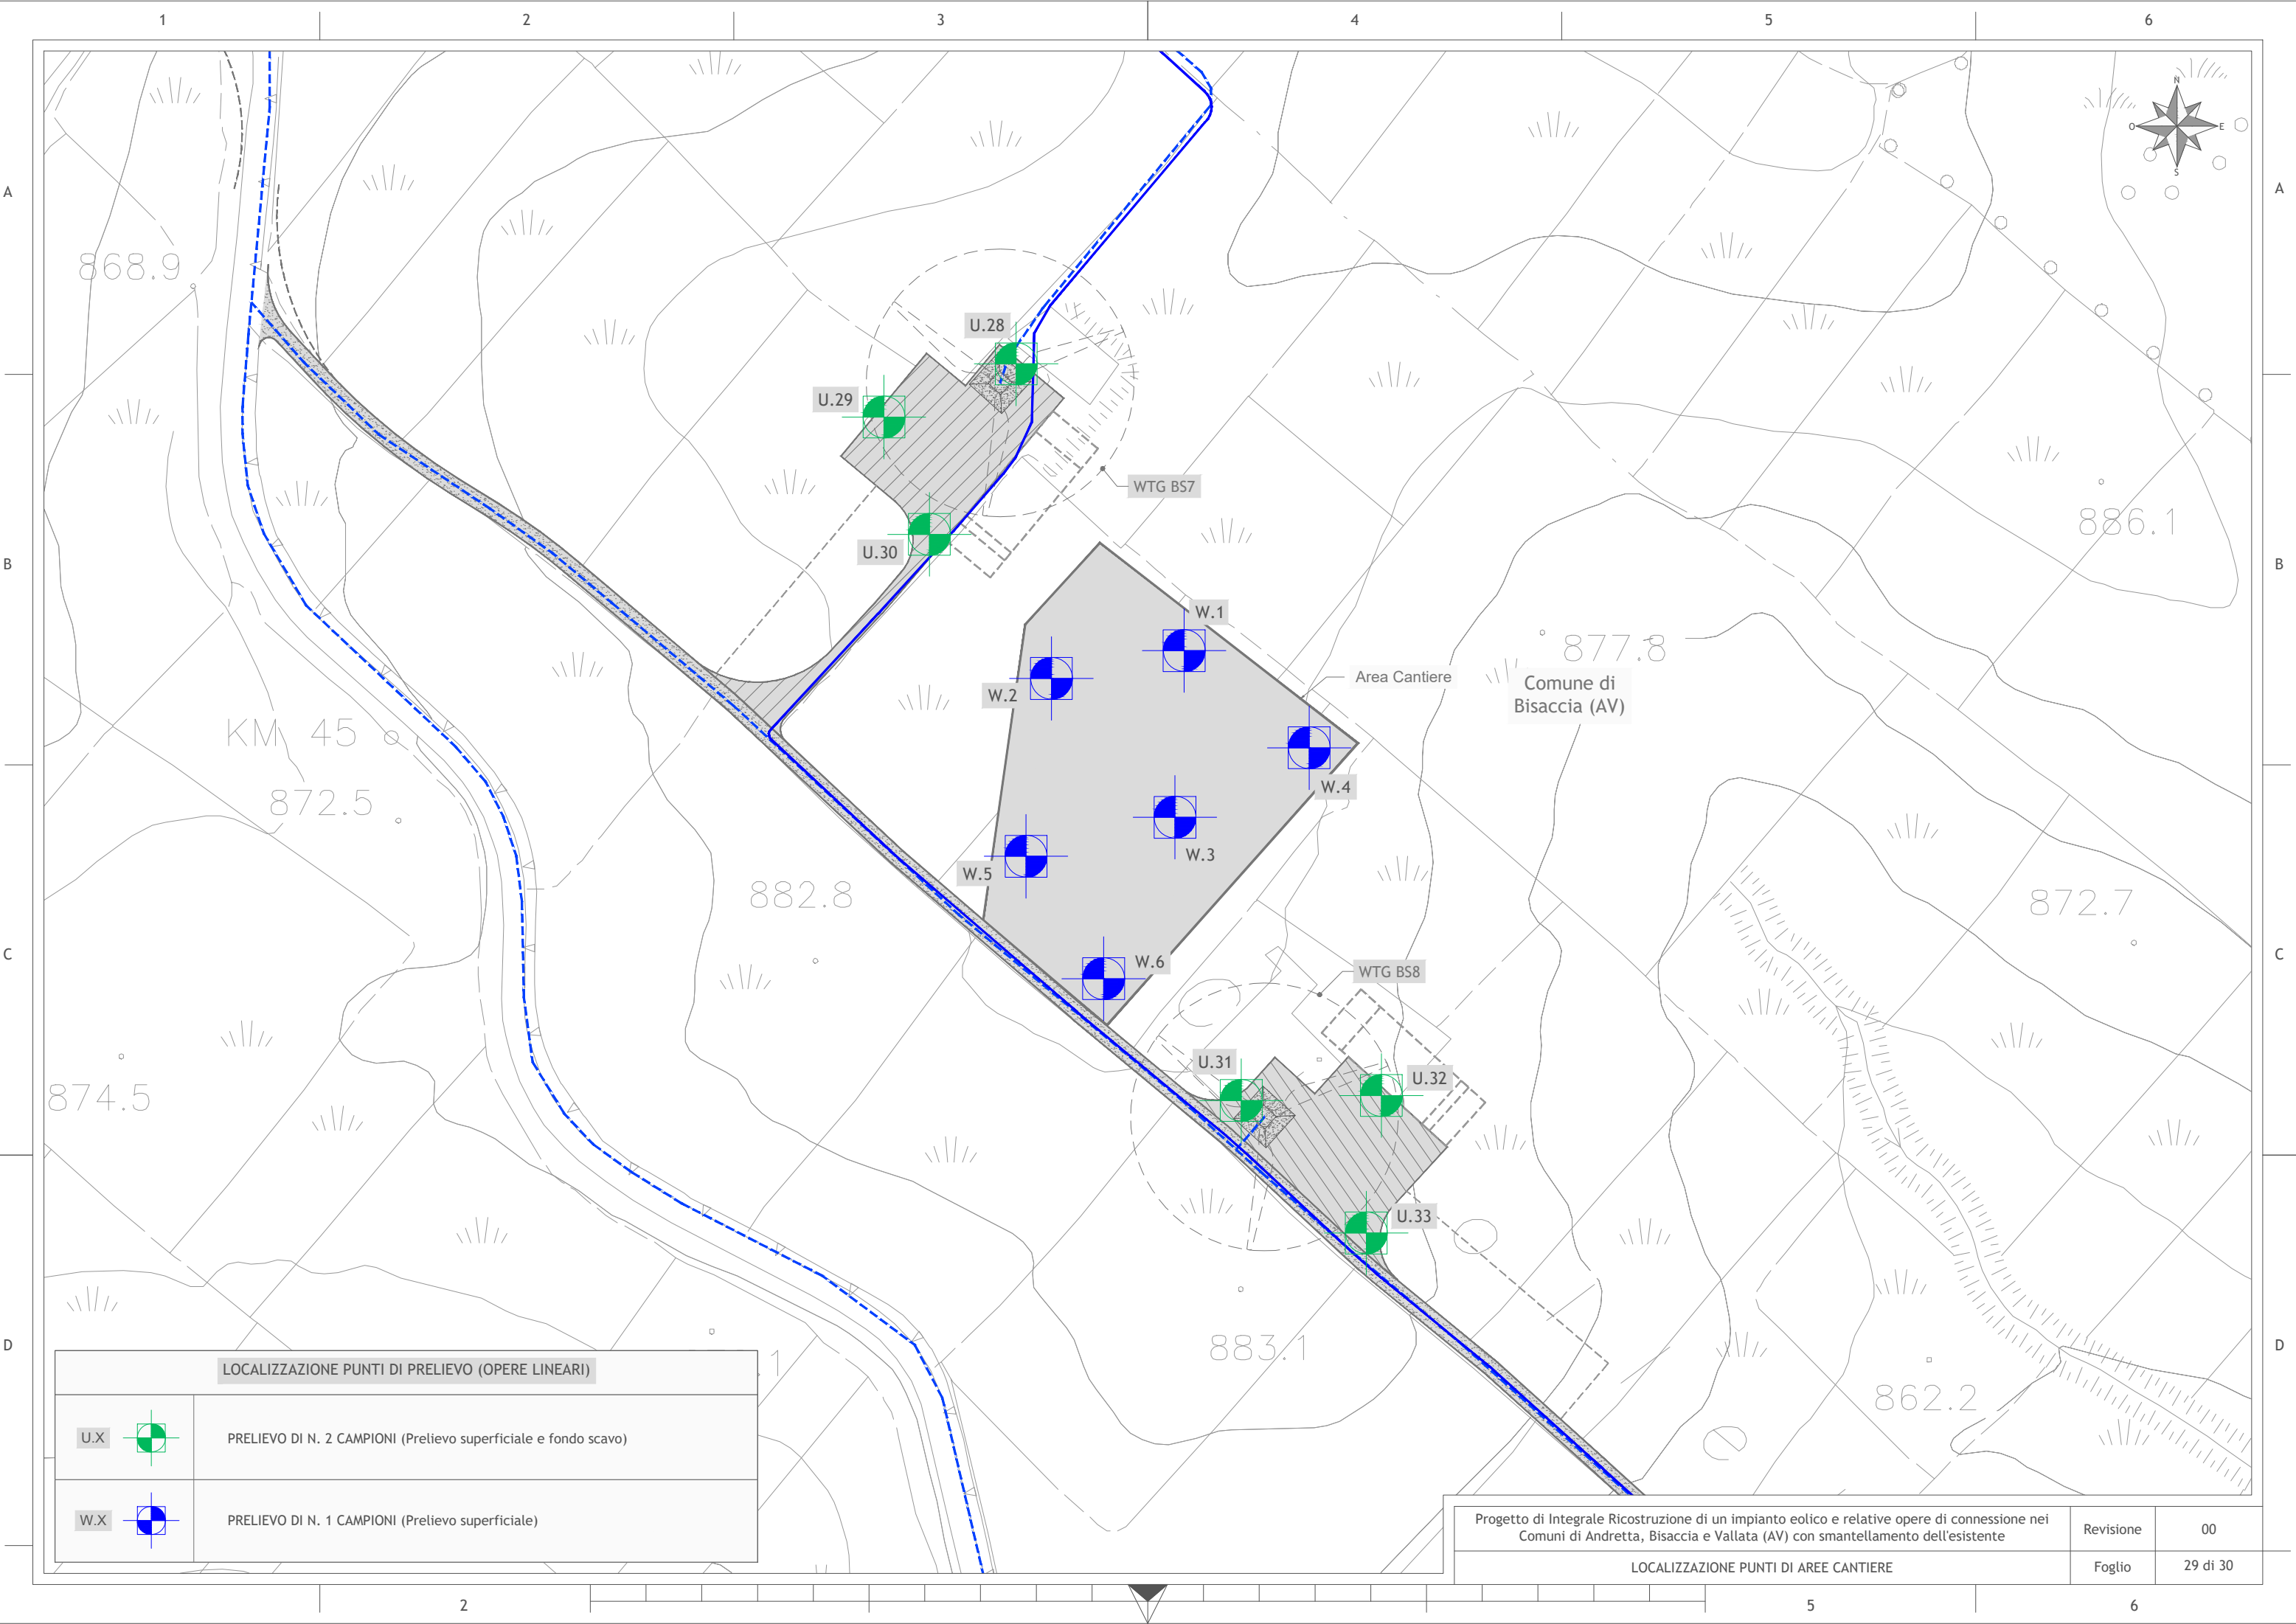 1 2 3 4 5 6
A A
B B
C C
D D
N
O E
S
868.9
U.28
U.29
WTG BS7
U.30
886.1
W.1
877.8
W.2
Area Cantiere
Comune di
Bisaccia (AV)
KM 45
872.5
W.4
W.3
W.5
882.8
872.7
W.6
WTG BS8
874.5
U.31
U.32
U.33
883.1
862.2
.1
LOCALIZZAZIONE PUNTI DI PRELIEVO (OPERE LINEARI)
U.X PRELIEVO DI N. 2 CAMPIONI (Prelievo superficiale e fondo scavo)
W.X PRELIEVO DI N. 1 CAMPIONI (Prelievo superficiale)
Progetto di Integrale Ricostruzione di un impianto eolico e relative opere di connessione nei
Comuni di Andretta, Bisaccia e Vallata (AV) con smantellamento dell'esistente
Revisione 00
LOCALIZZAZIONE PUNTI DI AREE CANTIERE
Foglio 29 di 30
2 5 6